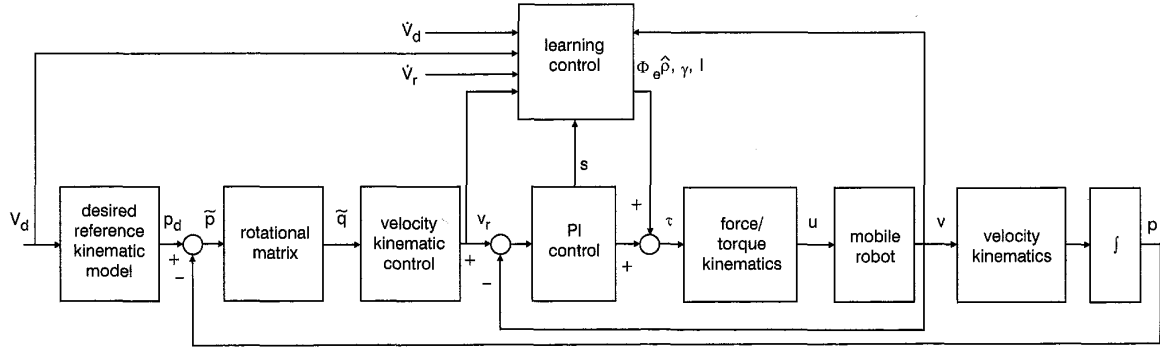 V̇d
learning
control
V̇r
Φe ρ̂, γ, I
s
Vd
desired
reference
kinematic
model
pd
+
−
p̃
rotational
matrix
q̃
velocity
kinematic
control
vr
+
−
PI
control
+
+
τ
force/
torque
kinematics
u
mobile
robot
v
velocity
kinematics
∫
p